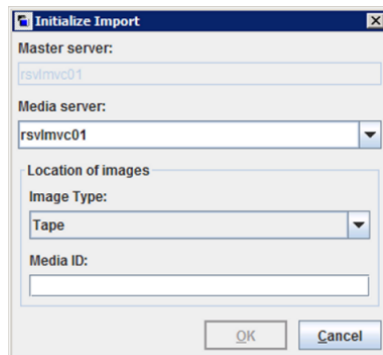 Initialize Import
Master server:
rsvlmvc01
Media server:
rsvlmvc01
Location of images
Image Type:
Tape
Media ID:
OK
Cancel